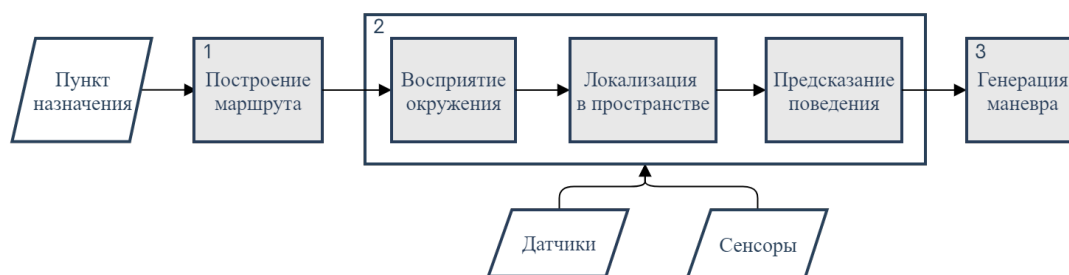 Пункт
назначения
1
Построение
маршрута
2
Восприятие
окружения
Локализация
в пространстве
Предсказание
поведения
3
Генерация
маневра
Датчики
Сенсоры